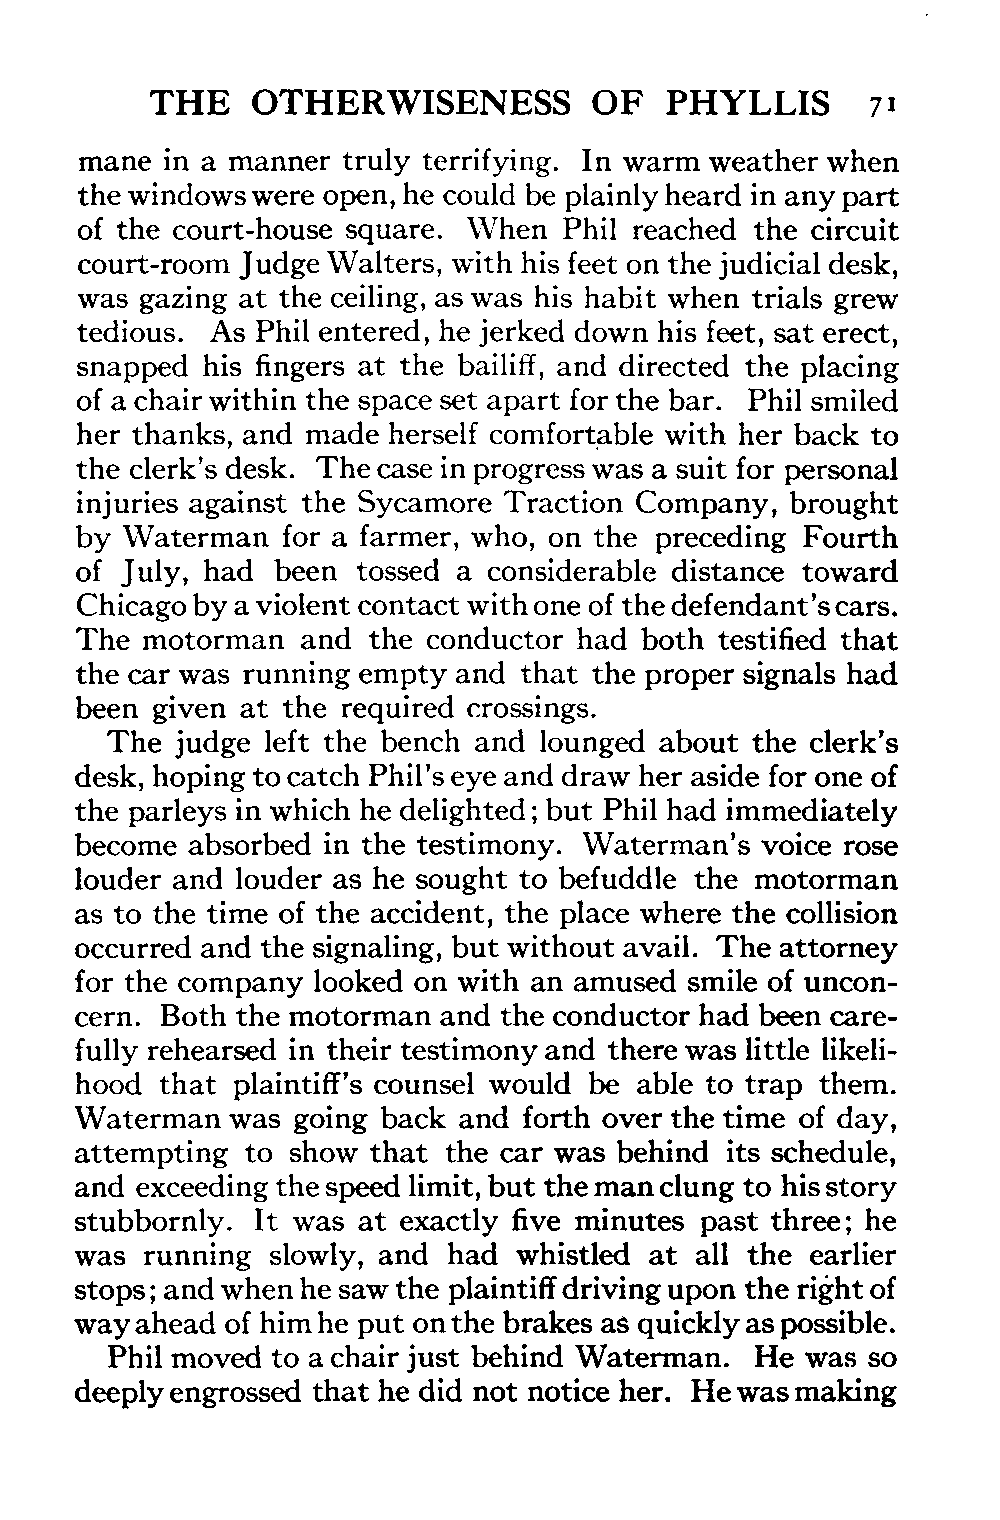 THE OTHERWISENESS OF PHYLLIS 71
mane in a manner truly terrifying. In warm weather when
the windows were open, he could be plainly heard in any part
of the court-house square. When Phil reached the circuit
court-room Judge Walters, with his feet on the judicial desk,
was gazing at the ceiling, as was his habit when trials grew
tedious. As Phil entered, he jerked down his feet, sat erect,
snapped his fingers at the bailiff, and directed the placing
of a chair within the space set apart for the bar. Phil smiled
her thanks, and made herself comfortable with her back to
the clerk's desk. The case in progress was a suit for personal
injuries against the Sycamore Traction Company, brought
by Waterman for a farmer, who, on the preceding Fourth
of July, had been tossed a considerable distance toward
Chicago by a violent contact with one of the defendant's cars.
The motorman and the conductor had both testified that
the car was running empty and that the proper signals had
been given at the required crossings.
The judge left the bench and lounged about the clerk's
desk, hoping to catch Phil's eye and draw her aside for one of
the parleys in which he delighted; but Phil had immediately
become absorbed in the testimony. Waterman's voice rose
louder and louder as he sought to befuddle the motorman
as to the time of the accident, the place where the collision
occurred and the signaling, but without avail. The attorney
for the company looked on with an amused smile of uncon-
cern. Both the motorman and the conductor had been care-
fully rehearsed in their testimony and there was little likeli-
hood that plaintiff's counsel would be able to trap them.
Waterman was going back and forth over the time of day,
attempting to show that the car was behind its schedule,
and exceeding the speed limit, but the man clung to his story
stubbornly. It was at exactly five minutes past three; he
was running slowly, and had whistled at all the earlier
stops; and when he saw the plaintiff driving upon the right of
way ahead of him he put on the brakes as quickly as possible.
Phil moved to a chair just behind Waterman. He was so
deeply engrossed that he did not notice her. He was making